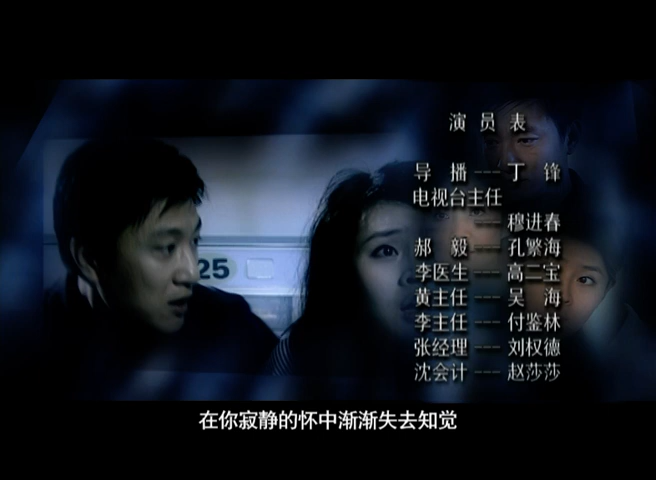 演 员 表
导 播 --- 丁 锋
电视台主任
--- 穆进春
郝 毅 --- 孔繁海
李医生 --- 高二宝
黄主任 --- 吴 海
李主任 --- 付鉴林
张经理 --- 刘权德
沈会计 --- 赵莎莎
25
在你寂静的怀中渐渐失去知觉